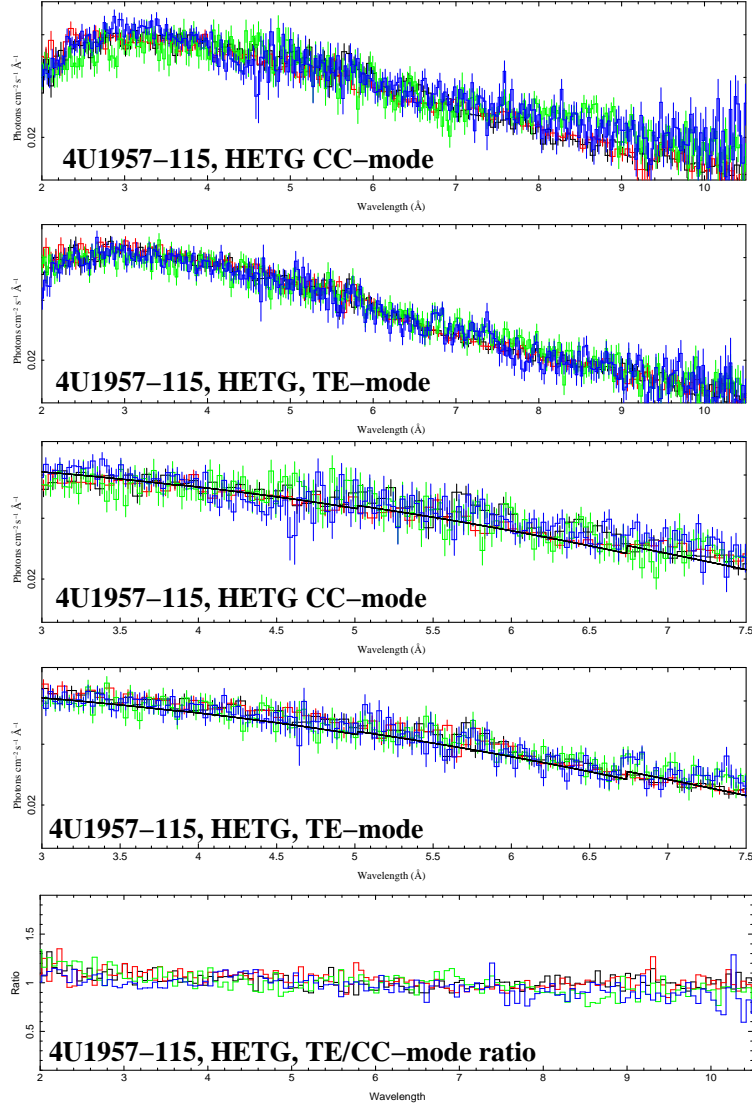 Photons cm⁻² s⁻¹ Å⁻¹
0.02
4U1957−115, HETG CC−mode
2 3 4 5 6 7 8 9 10
Wavelength (Å)
Photons cm⁻² s⁻¹ Å⁻¹
0.02
4U1957−115, HETG, TE−mode
2 3 4 5 6 7 8 9 10
Wavelength (Å)
Photons cm⁻² s⁻¹ Å⁻¹
0.02
4U1957−115, HETG CC−mode
3 3.5 4 4.5 5 5.5 6 6.5 7 7.5
Wavelength (Å)
Photons cm⁻² s⁻¹ Å⁻¹
0.02
4U1957−115, HETG, TE−mode
3 3.5 4 4.5 5 5.5 6 6.5 7 7.5
Wavelength (Å)
Ratio
1.5
1
0.5
4U1957−115, HETG, TE/CC−mode ratio
2 3 4 5 6 7 8 9 10
Wavelength